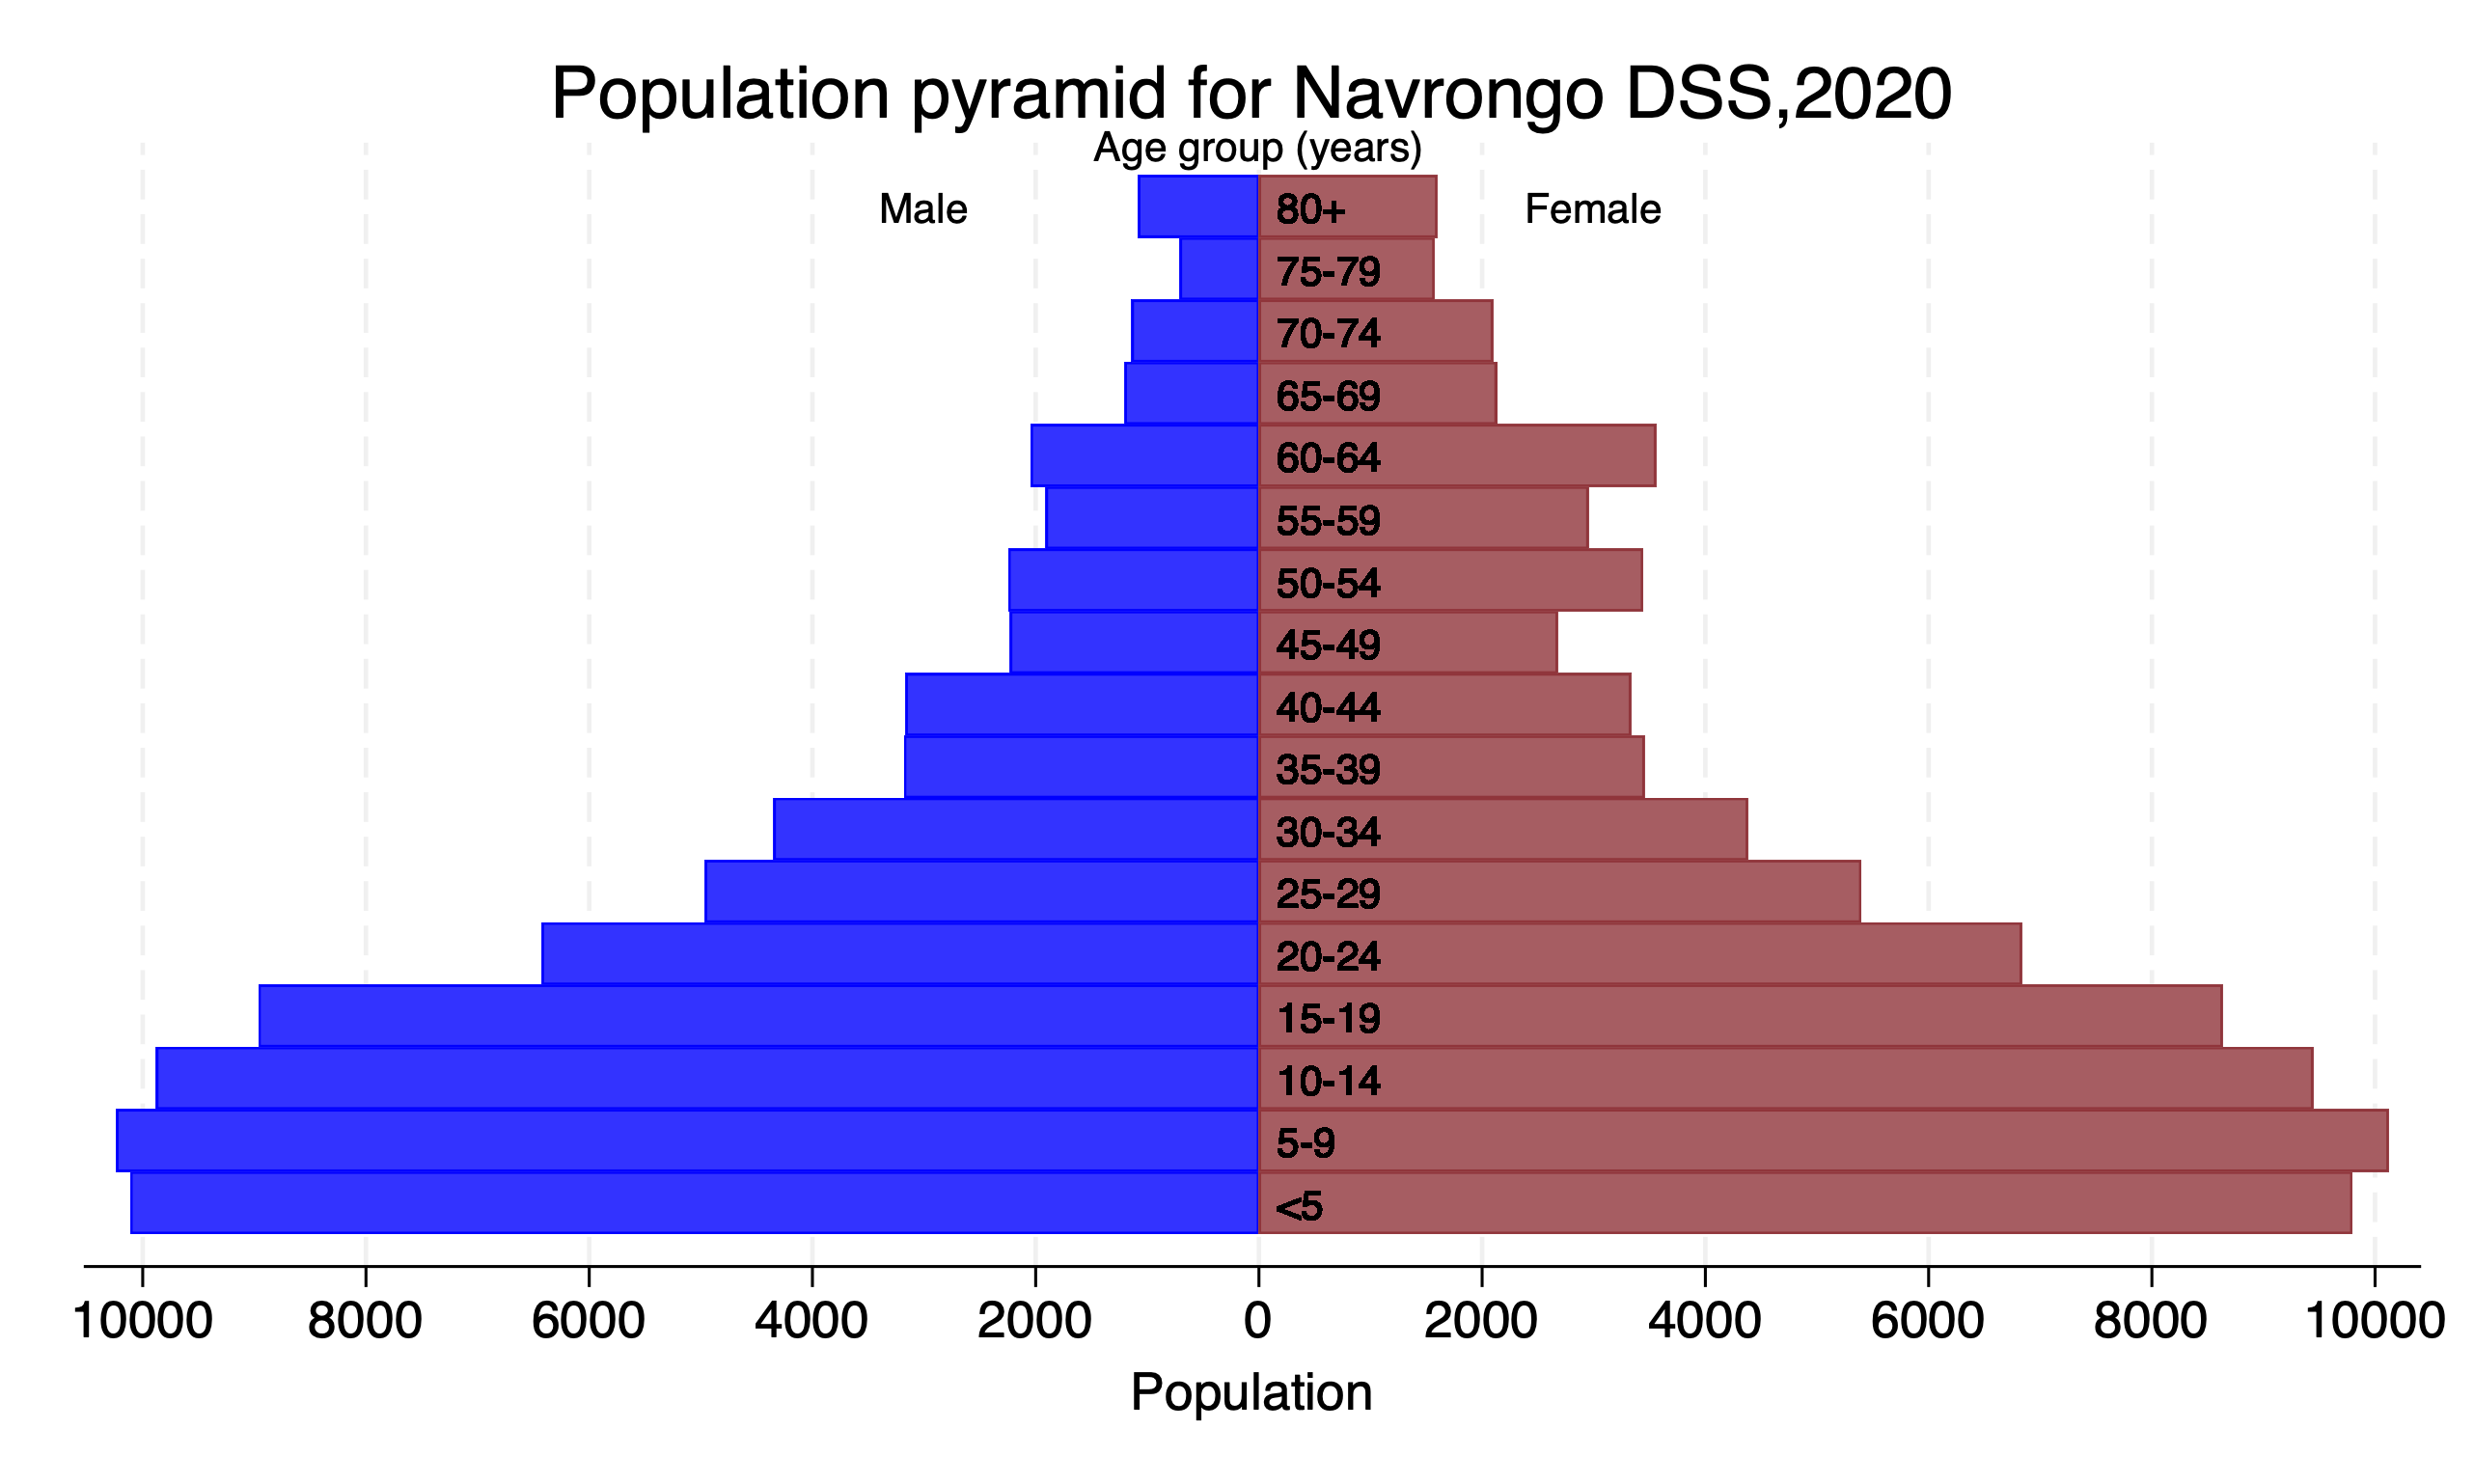 Population pyramid for Navrongo DSS,2020
Age group (years)
Male
Female
80+
75-79
70-74
65-69
60-64
55-59
50-54
45-49
40-44
35-39
30-34
25-29
20-24
15-19
10-14
5-9
<5
10000 8000 6000 4000 2000 0 2000 4000 6000 8000 10000
Population